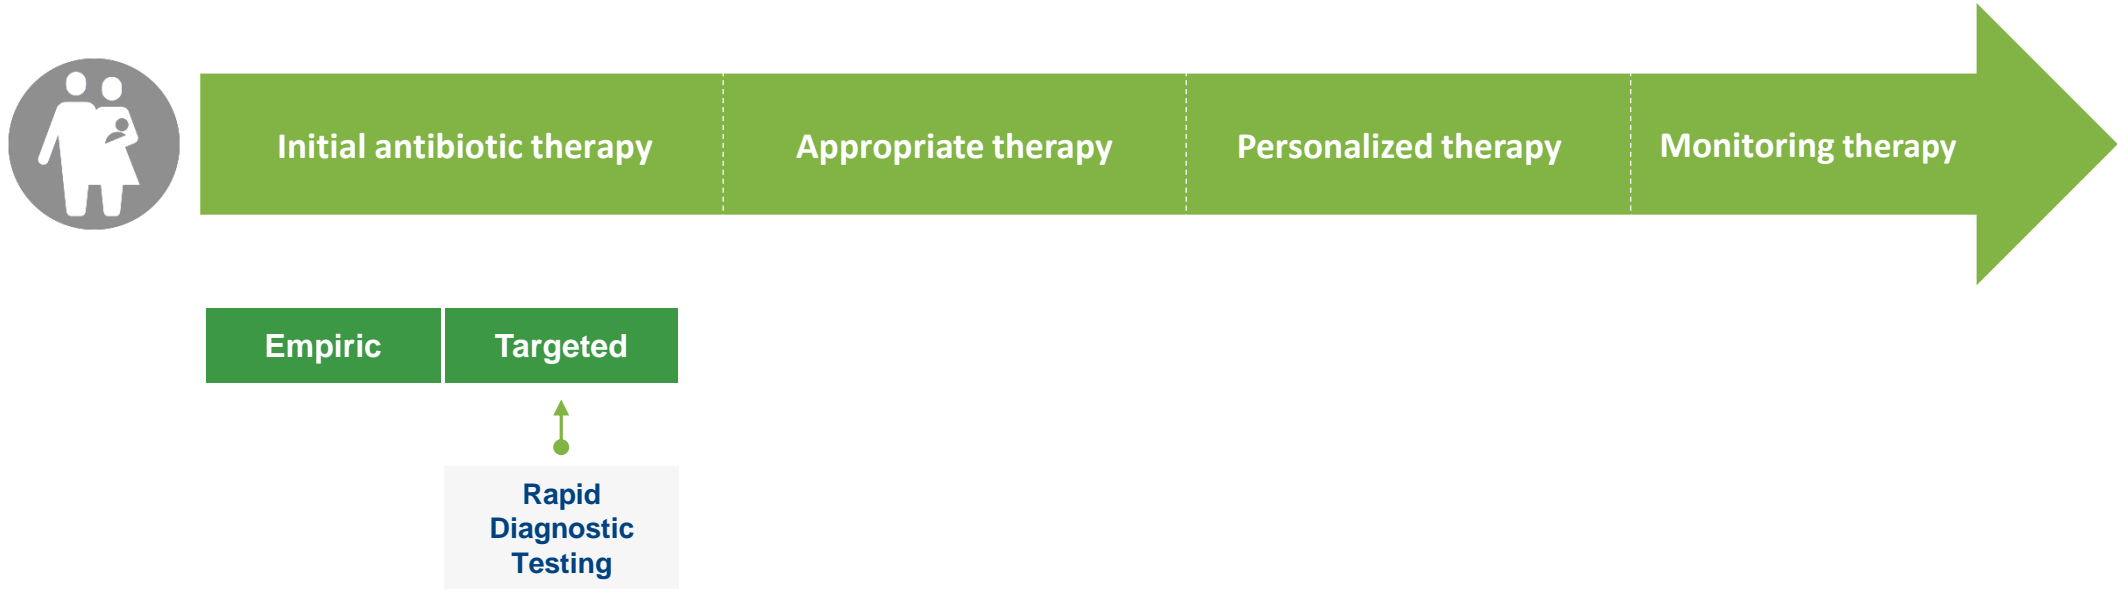 Initial antibiotic therapy
Appropriate therapy
Personalized therapy
Monitoring therapy
Empiric
Targeted
Rapid
Diagnostic
Testing